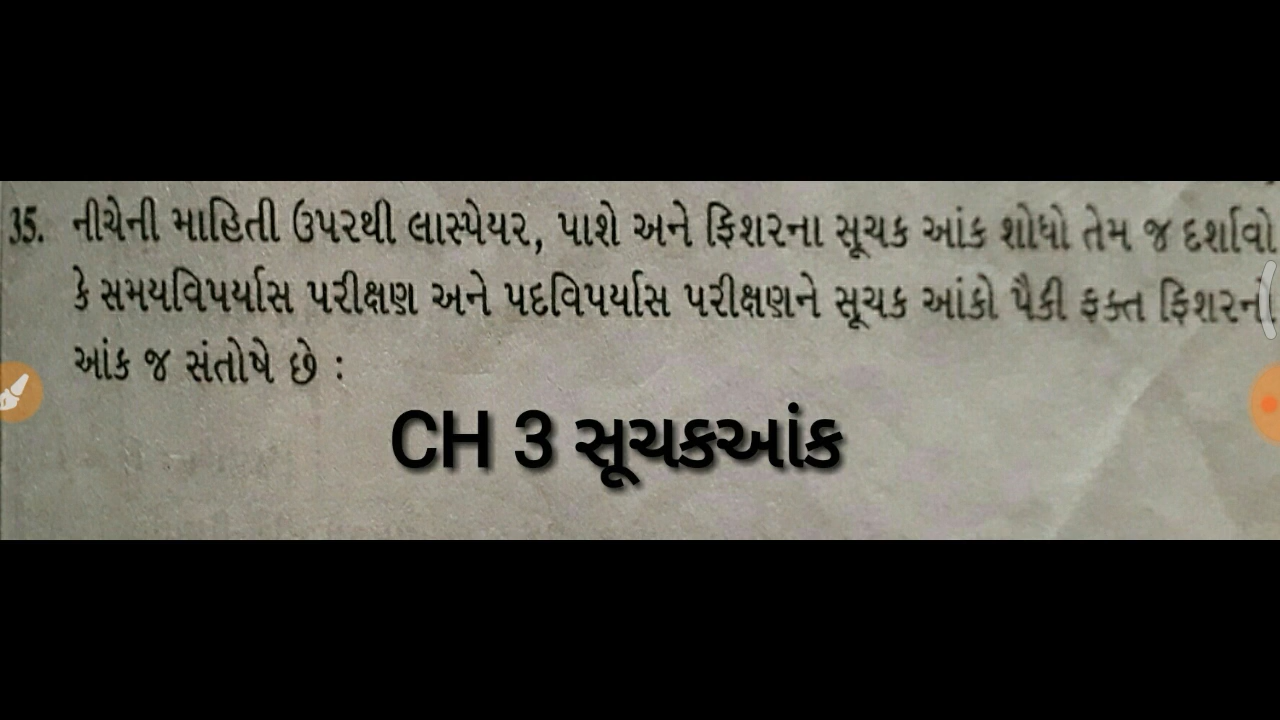 35. નીચેની માહિતી ઉપરથી લાસ્પેયર, પાશે અને ફિશરના સૂચક આંક શોધો તેમ જ દર્શાવો
કે સમયવિપર્યાસ પરીક્ષણ અને પદવિપર્યાસ પરીક્ષણને સૂચક આંકો પૈકી ફક્ત ફિશરનો
આંક જ સંતોષે છે :
CH 3 સૂચકઆંક